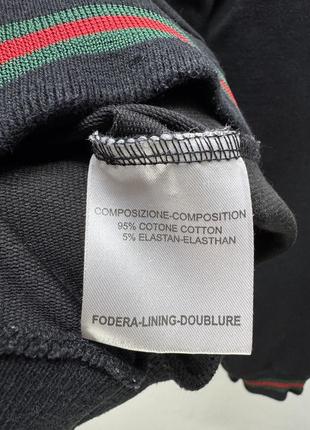 COMPOSIZIONE-COMPOSITION
95% COTONE COTTON
5% ELASTAN-ELASTHAN
FODERA-LINING-DOUBLURE